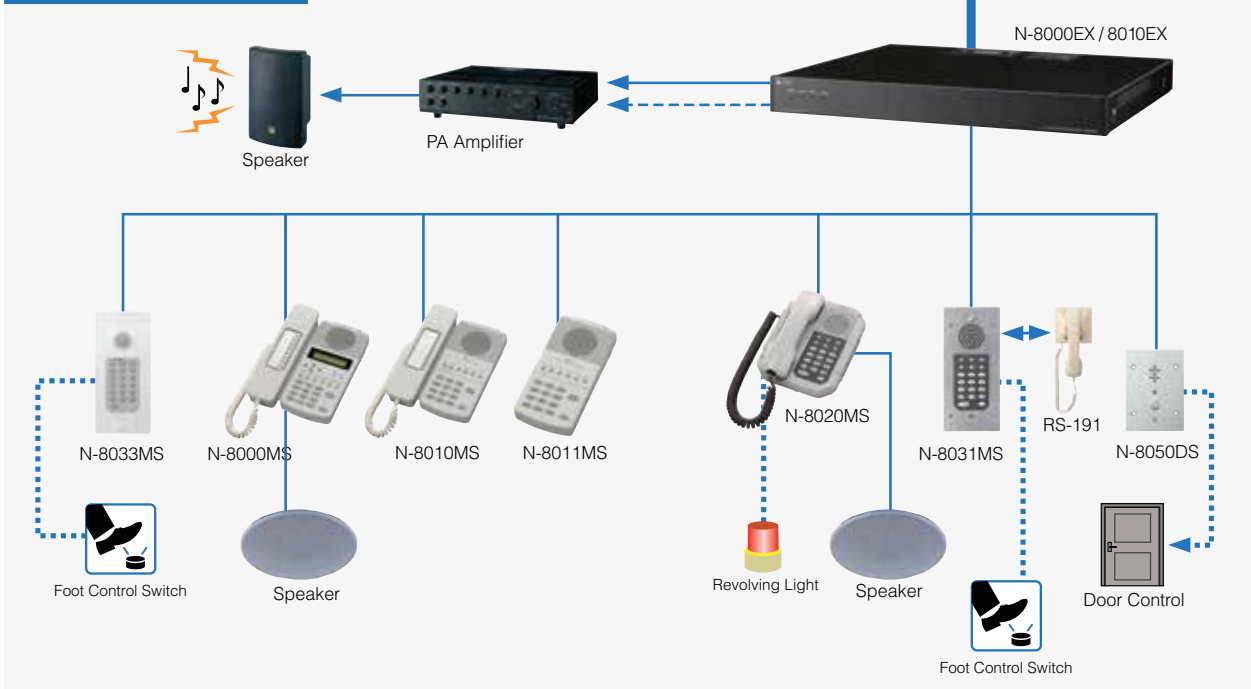 N-8000EX / 8010EX
PA Amplifier
Speaker
N-8020MS
RS-191
N-8033MS
N-8000MS
N-8010MS
N-8011MS
N-8031MS
N-8050DS
Revolving Light
Foot Control Switch
Speaker
Speaker
Door Control
Foot Control Switch